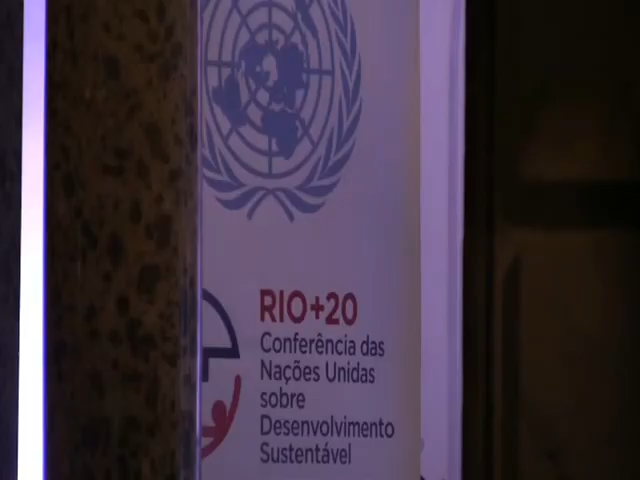 RIO+20
Conferência das
Nações Unidas
sobre
Desenvolvimento
Sustentável